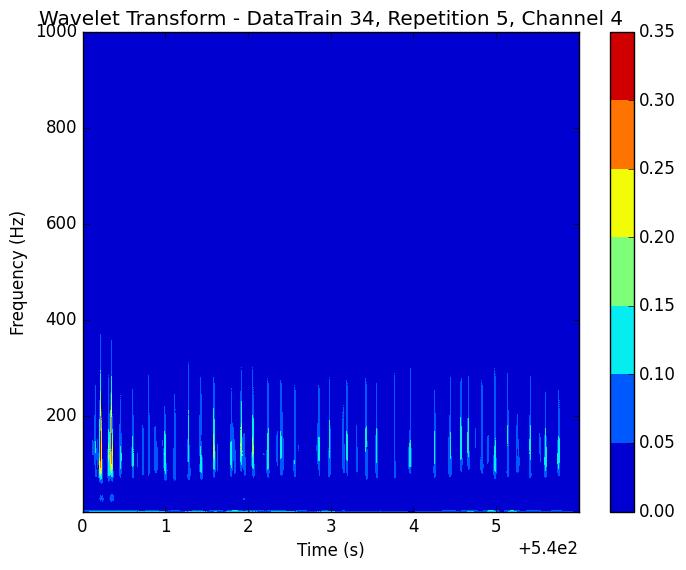 Wavelet Transform - DataTrain 34, Repetition 5, Channel 4
1000
800
600
400
200
Frequency (Hz)
0 1 2 3 4 5
+5.4e2
Time (s)
0.35
0.30
0.25
0.20
0.15
0.10
0.05
0.00